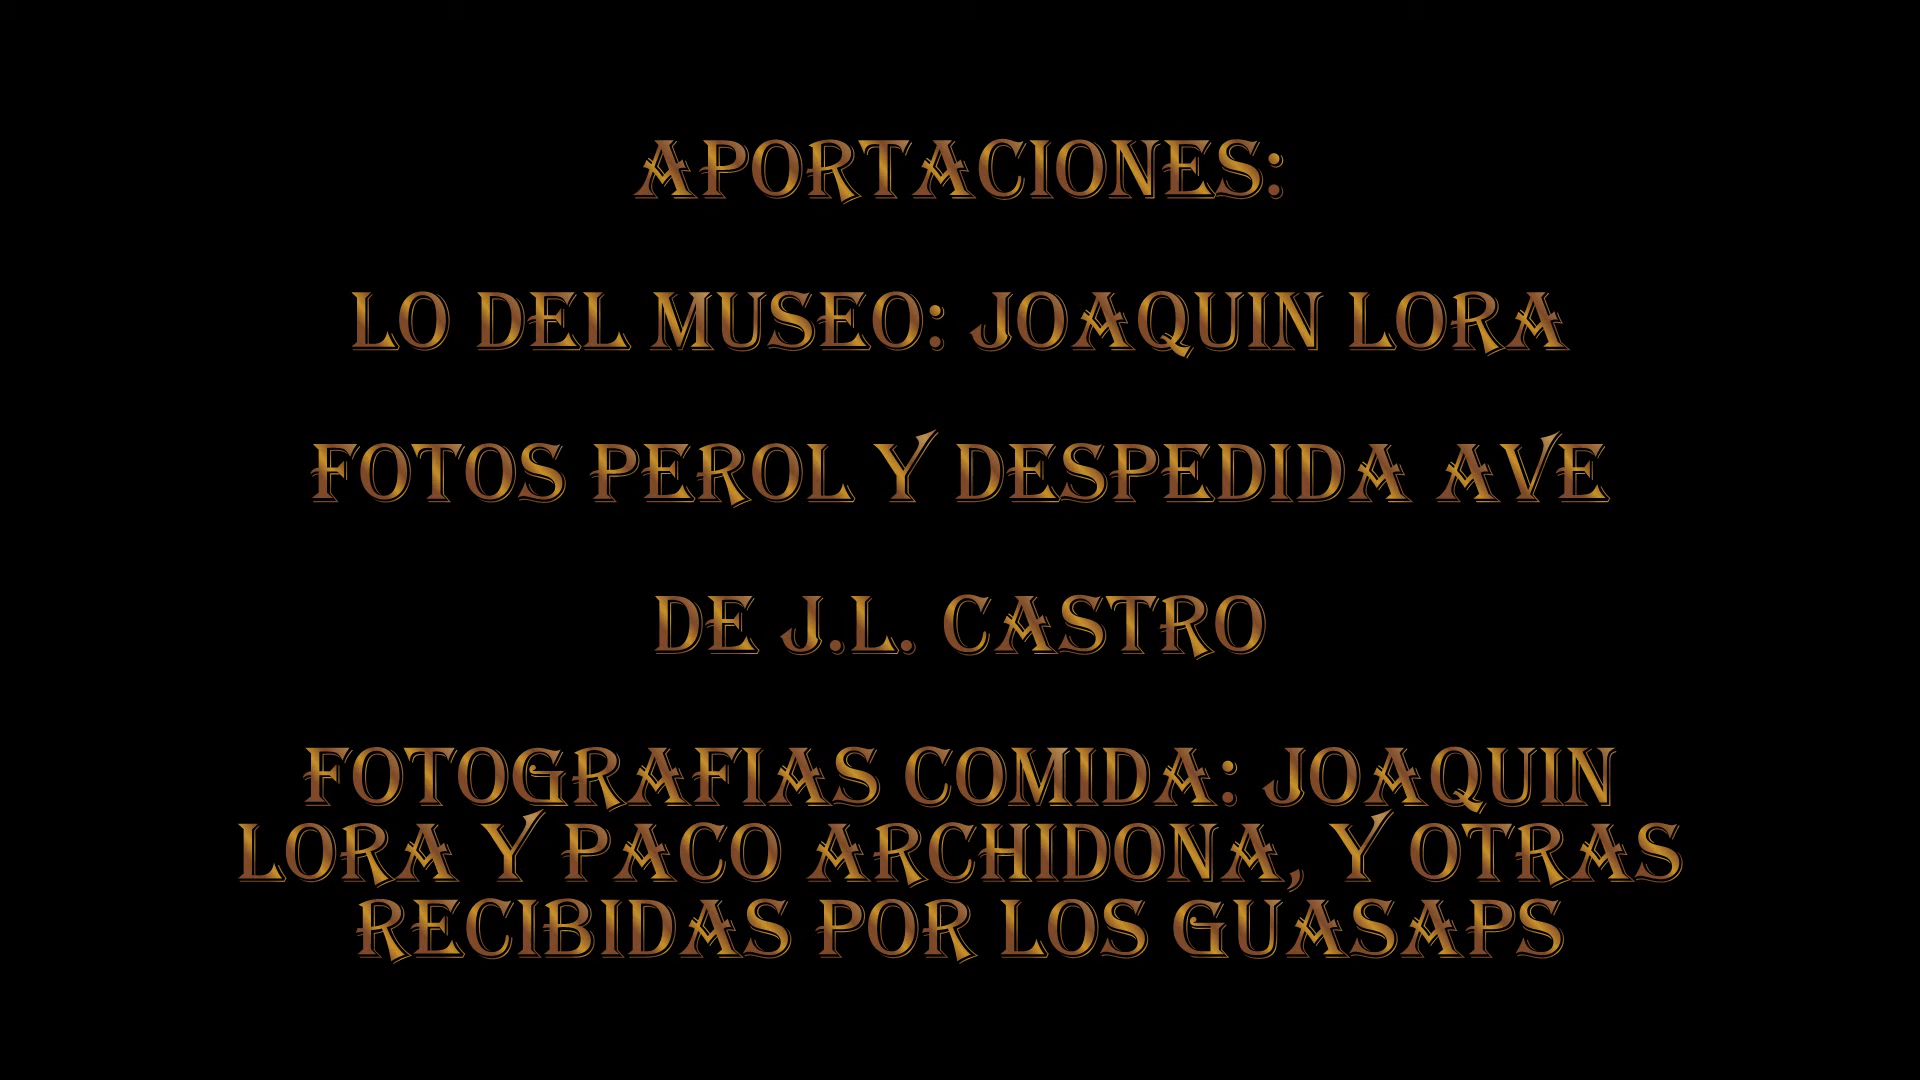 APORTACIONES:
LO DEL MUSEO: JOAQUIN LORA
FOTOS PEROL Y DESPEDIDA AVE
DE J.L. CASTRO
FOTOGRAFIAS COMIDA: JOAQUIN
LORA Y PACO ARCHIDONA, Y OTRAS
RECIBIDAS POR LOS GUASAPS